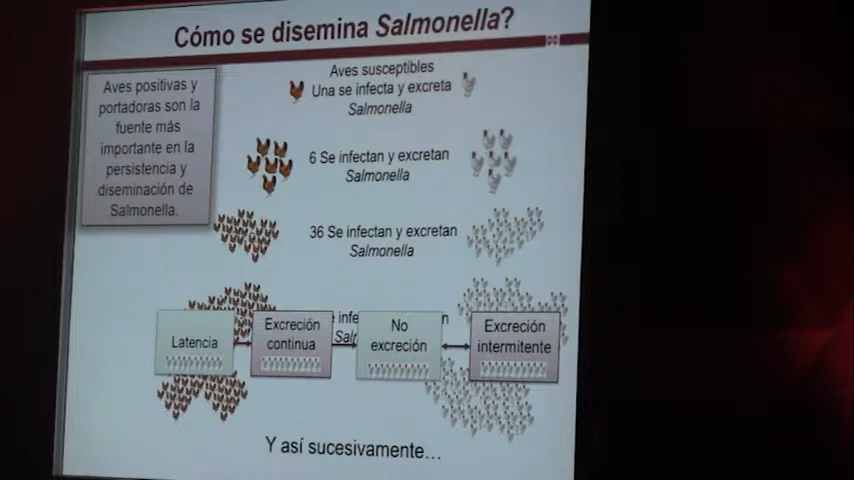 Cómo se disemina Salmonella?
Aves positivas y
portadoras son la
fuente más
importante en la
persistencia y
diseminación de
Salmonella.
Aves susceptibles
Una se infecta y excreta
Salmonella
6 Se infectan y excretan
Salmonella
36 Se infectan y excretan
Salmonella
Latencia
Excreción
continua
No
excreción
Excreción
intermitente
Y así sucesivamente…